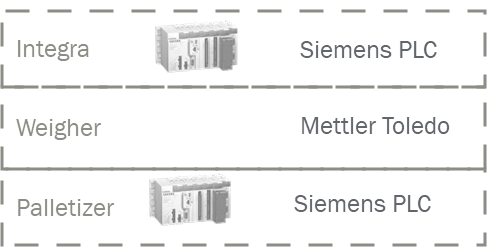 Integra Siemens PLC
Weigher Mettler Toledo
Palletizer Siemens PLC